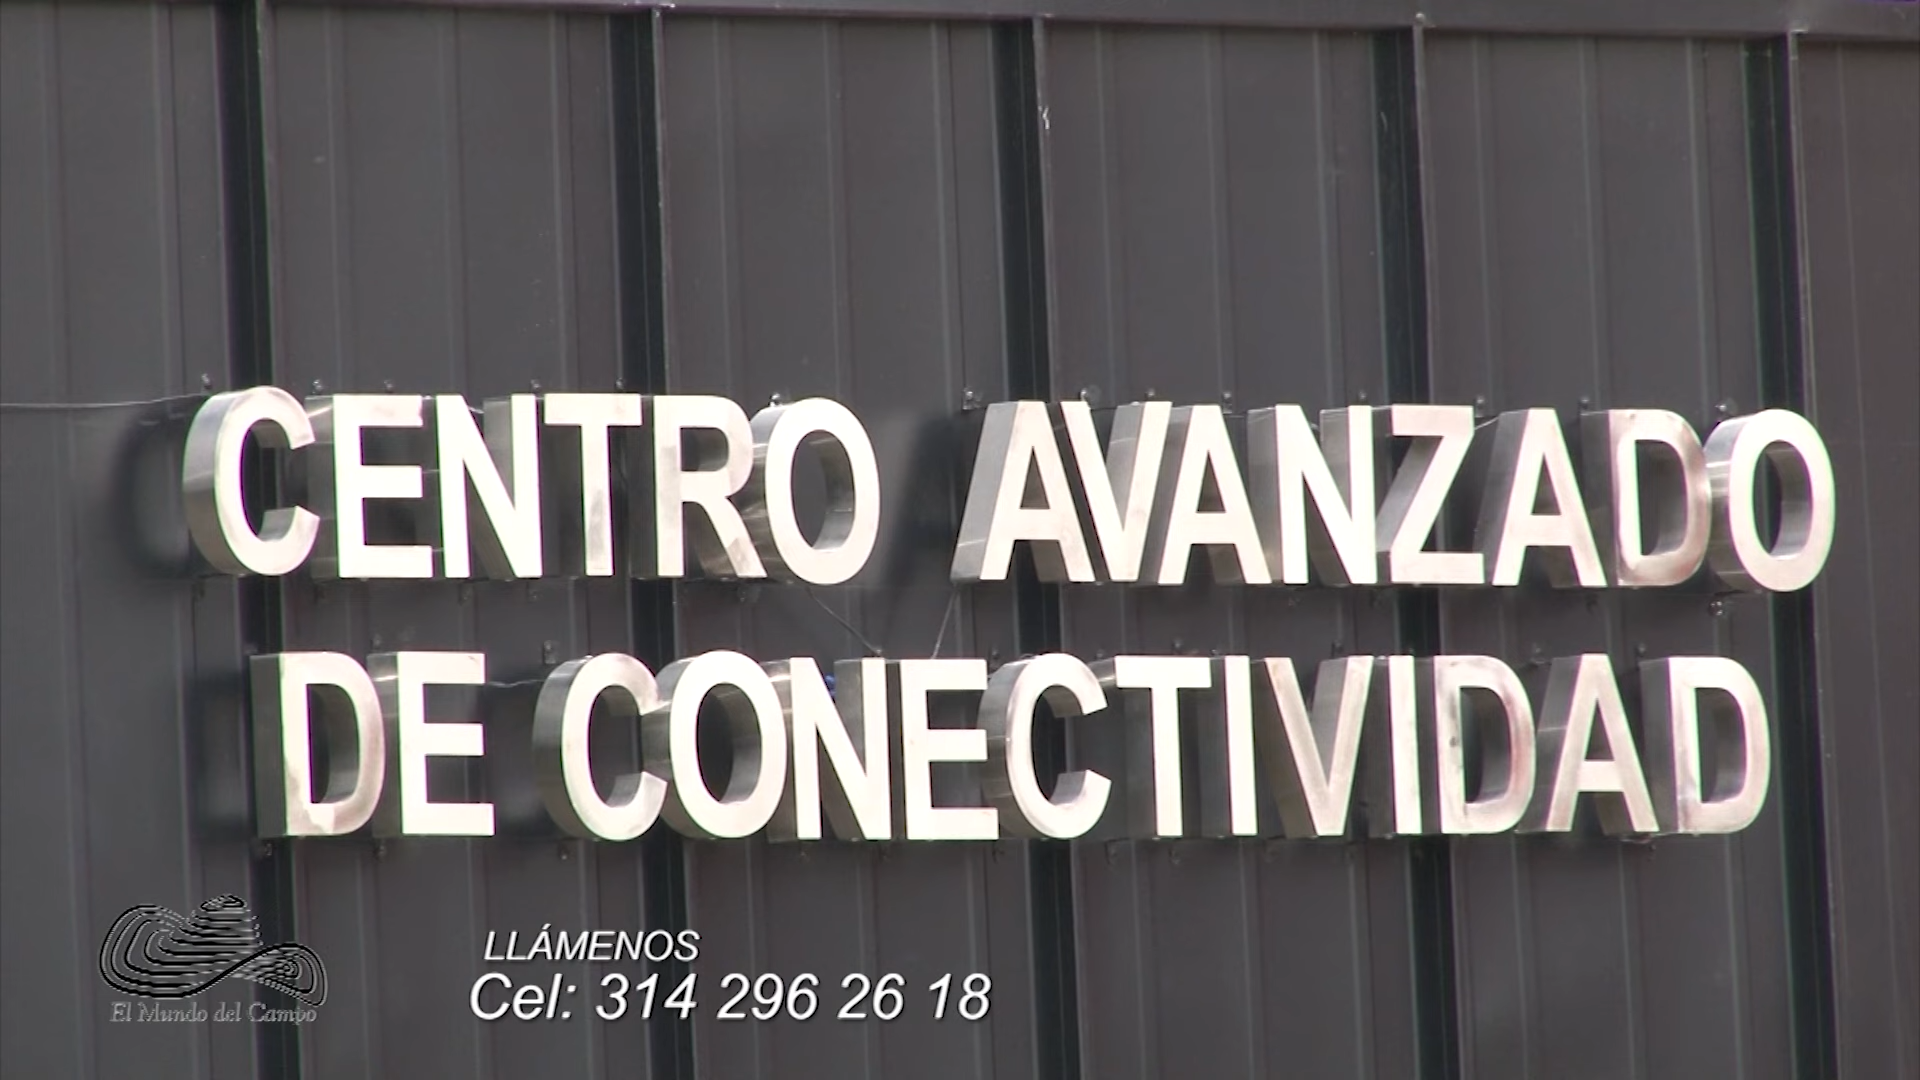 CENTRO AVANZADO
DE CONECTIVIDAD
LLÁMENOS
Cel: 314 296 26 18
El Mundo del Campo